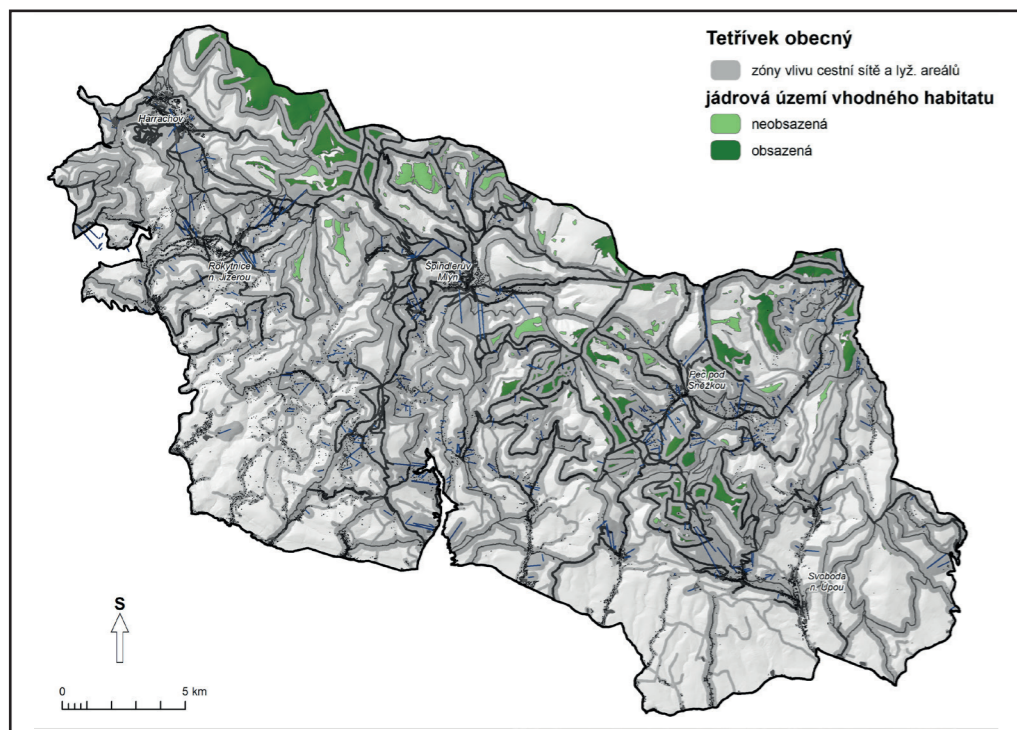 Tetřívek obecný
zóny vlivu cestní sítě a lyž. areálů
jádrová území vhodného habitatu
neobsazená
obsazená
Harrachov
Rokytnice
n. Jizerou
Špindlerův
Mlýn
Pec pod
Sněžkou
Svoboda
n. Úpou
S
0 5 km